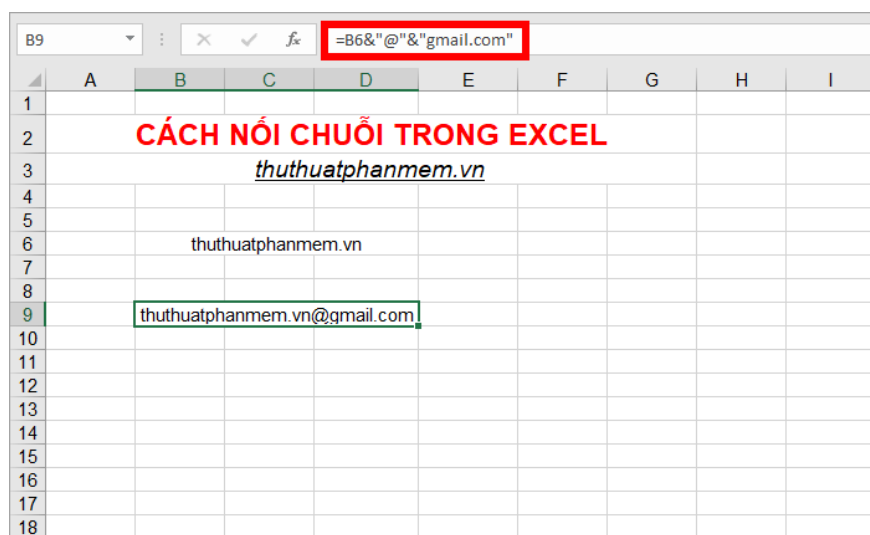 B9 fx =B6&"@"&"gmail.com"
A B C D E F G H I
1
2 CÁCH NỐI CHUỖI TRONG EXCEL
3 thuthuatphanmem.vn
4
5
6 thuthuatphanmem.vn
7
8
9 thuthuatphanmem.vn@gmail.com
10
11
12
13
14
15
16
17
18